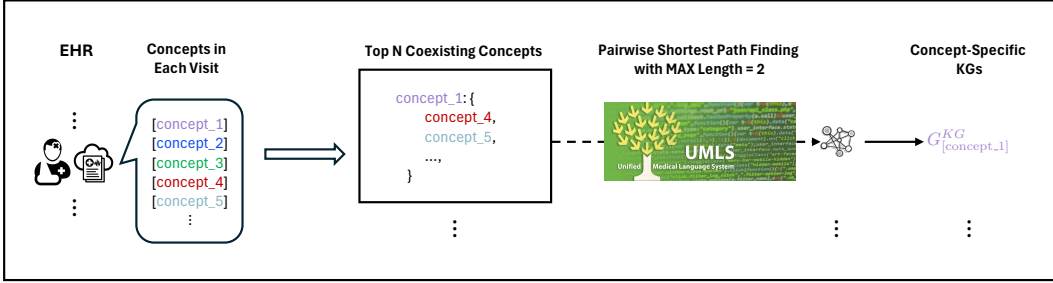 EHR
Concepts in
Each Visit
[concept_1]
[concept_2]
[concept_3]
[concept_4]
[concept_5]
Top N Coexisting Concepts
concept_1: {
concept_4,
concept_5,
...,
}
Pairwise Shortest Path Finding
with MAX Length = 2
UMLS
Unified Medical Language System
Concept-Specific
KGs
G^{KG}_{[concept_1]}